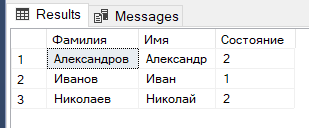 Results Messages
Фамилия Имя Состояние
1 Александров Александр 2
2 Иванов Иван 1
3 Николаев Николай 2